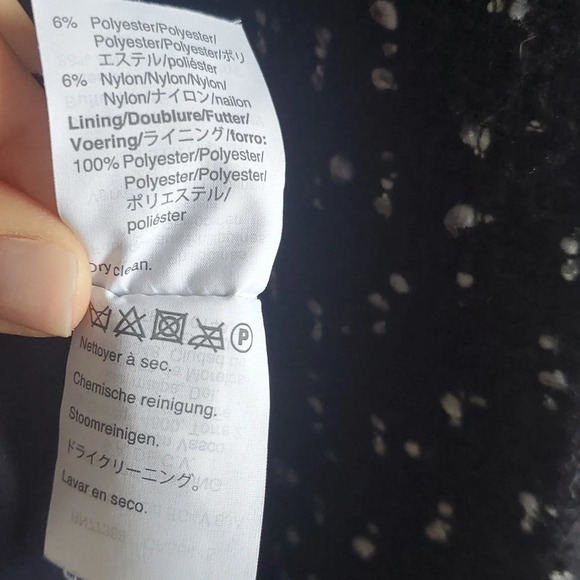 6% Polyester/Polyester/
Polyester/Polyester/ポリ
エステル/poliéster
6% Nylon/Nylon/Nylon/
Nylon/ナイロン/nailon
Lining/Doublure/Futter/
Voering/ライニング/forro:
100% Polyester/Polyester/
Polyester/Polyester/
ポリエステル/
poliéster
Dry clean.
P
Nettoyer à sec.
Chemische reinigung.
Stoomreinigen.
ドライクリーニング。
Lavar en seco.